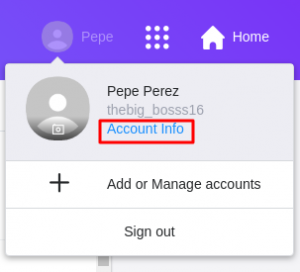 Pepe
Home
Pepe Perez
thebig_bosss16
Account Info
Add or Manage accounts
Sign out